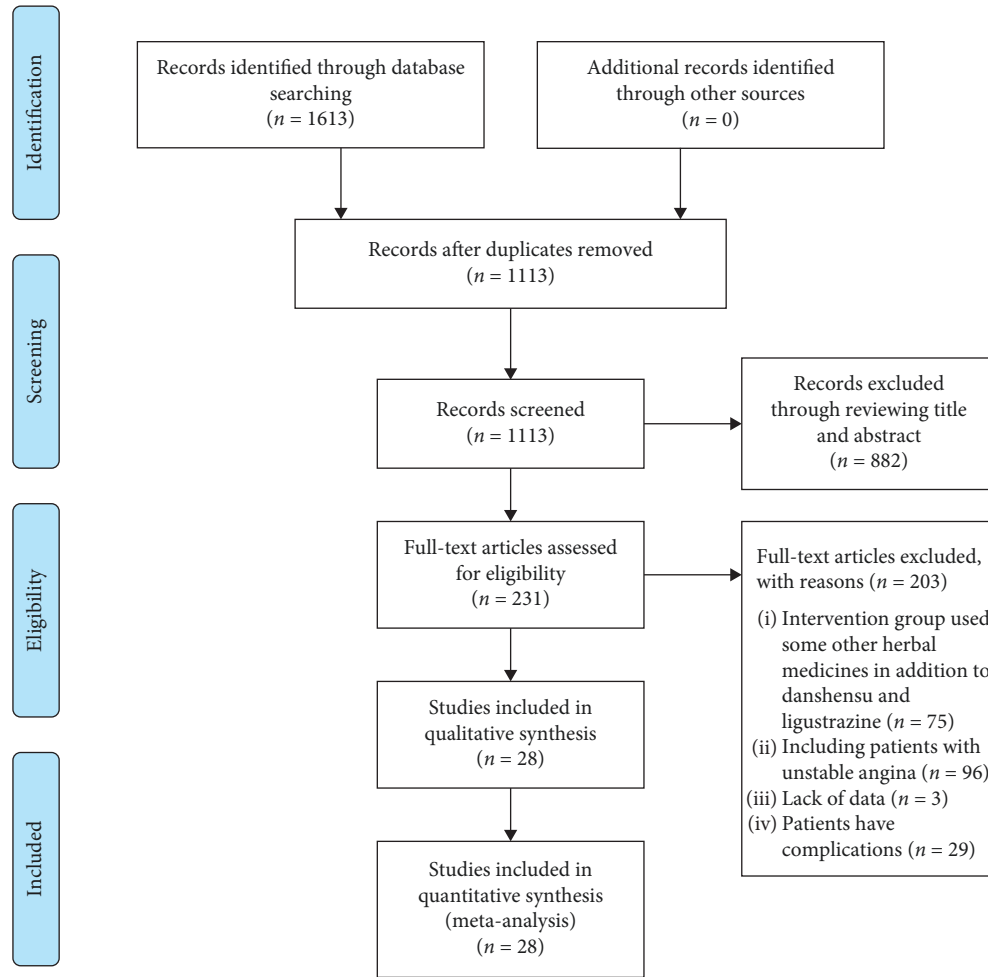 Identification
Records identified through database
searching
(n = 1613)
Additional records identified
through other sources
(n = 0)
Records after duplicates removed
(n = 1113)
Screening
Records screened
(n = 1113)
Records excluded
through reviewing title
and abstract
(n = 882)
Eligibility
Full-text articles assessed
for eligibility
(n = 231)
Full-text articles excluded,
with reasons (n = 203)
(i) Intervention group used
some other herbal
medicines in addition to
danshensu and
ligustrazine (n = 75)
(ii) Including patients with
unstable angina (n = 96)
(iii) Lack of data (n = 3)
(iv) Patients have
complications (n = 29)
Studies included in
qualitative synthesis
(n = 28)
Included
Studies included in
quantitative synthesis
(meta-analysis)
(n = 28)